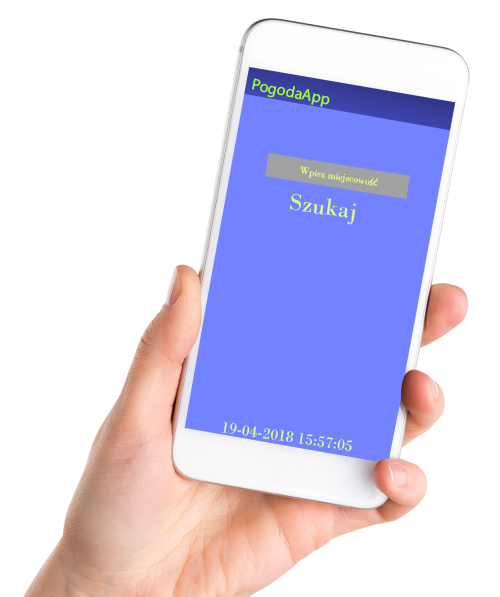 PogodaApp
Wpisz miejscowość
Szukaj
19-04-2018 15:57:05